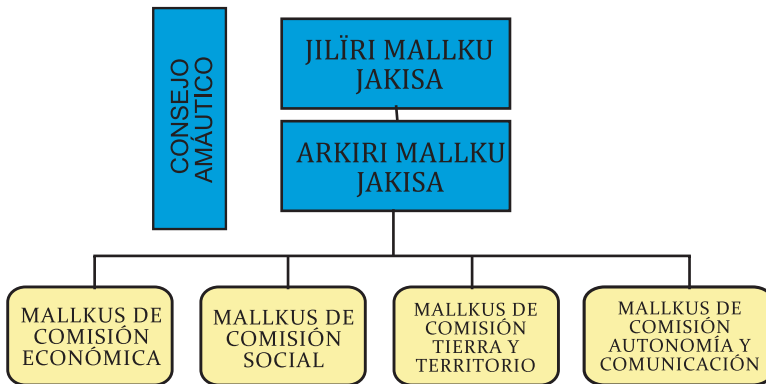 CONSEJO
AMÁUTICO
JILÏRI MALLKU
JAKISA
ARKIRI MALLKU
JAKISA
MALLKUS DE
COMISIÓN
ECONÓMICA
MALLKUS DE
COMISIÓN
SOCIAL
MALLKUS DE
COMISIÓN
TIERRA Y
TERRITORIO
MALLKUS DE
COMISIÓN
AUTONOMÍA Y
COMUNICACIÓN